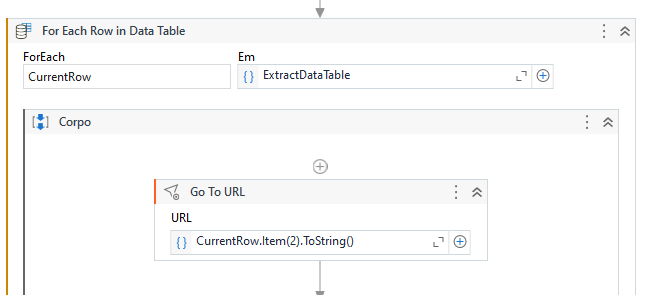 For Each Row in Data Table
ForEach
Em
CurrentRow
{ } ExtractDataTable
Corpo
Go To URL
URL
{ } CurrentRow.Item(2).ToString()